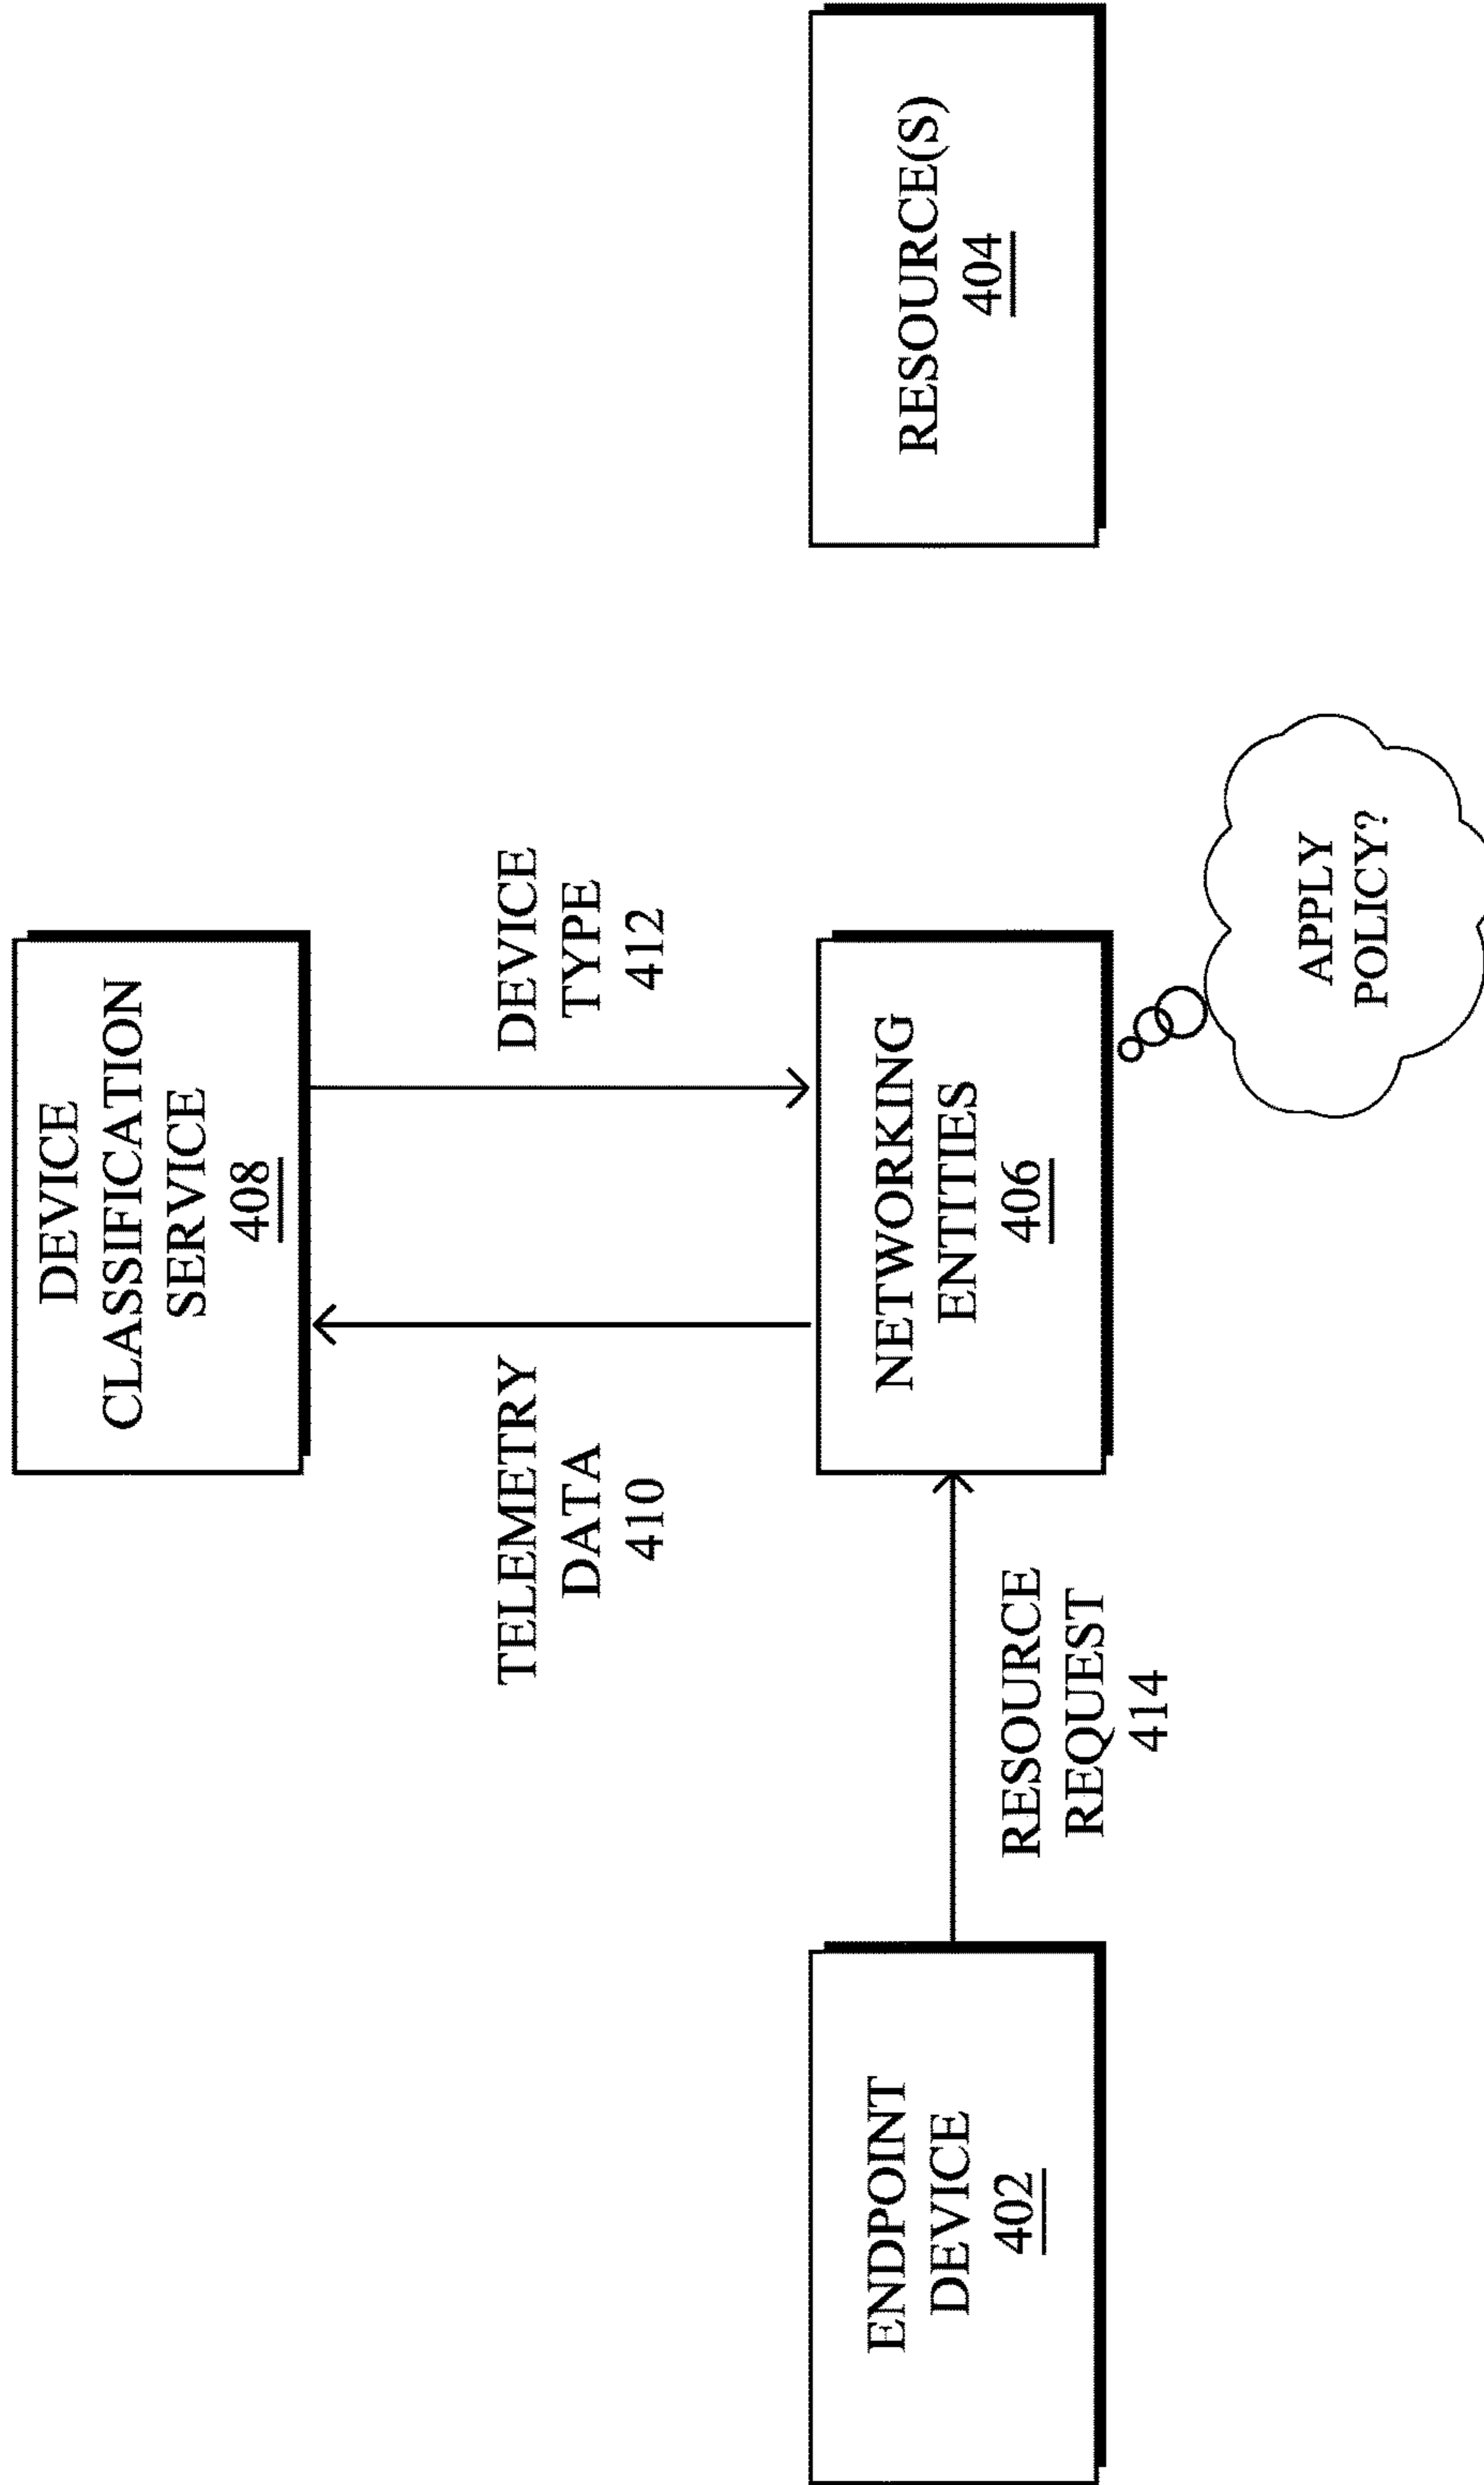 DEVICE
CLASSIFICATION
SERVICE
408
TELEMETRY
DATA
410
DEVICE
TYPE
412
ENDPOINT
DEVICE
402
RESOURCE
REQUEST
414
NETWORKING
ENTITIES
406
RESOURCE(S)
404
APPLY
POLICY?